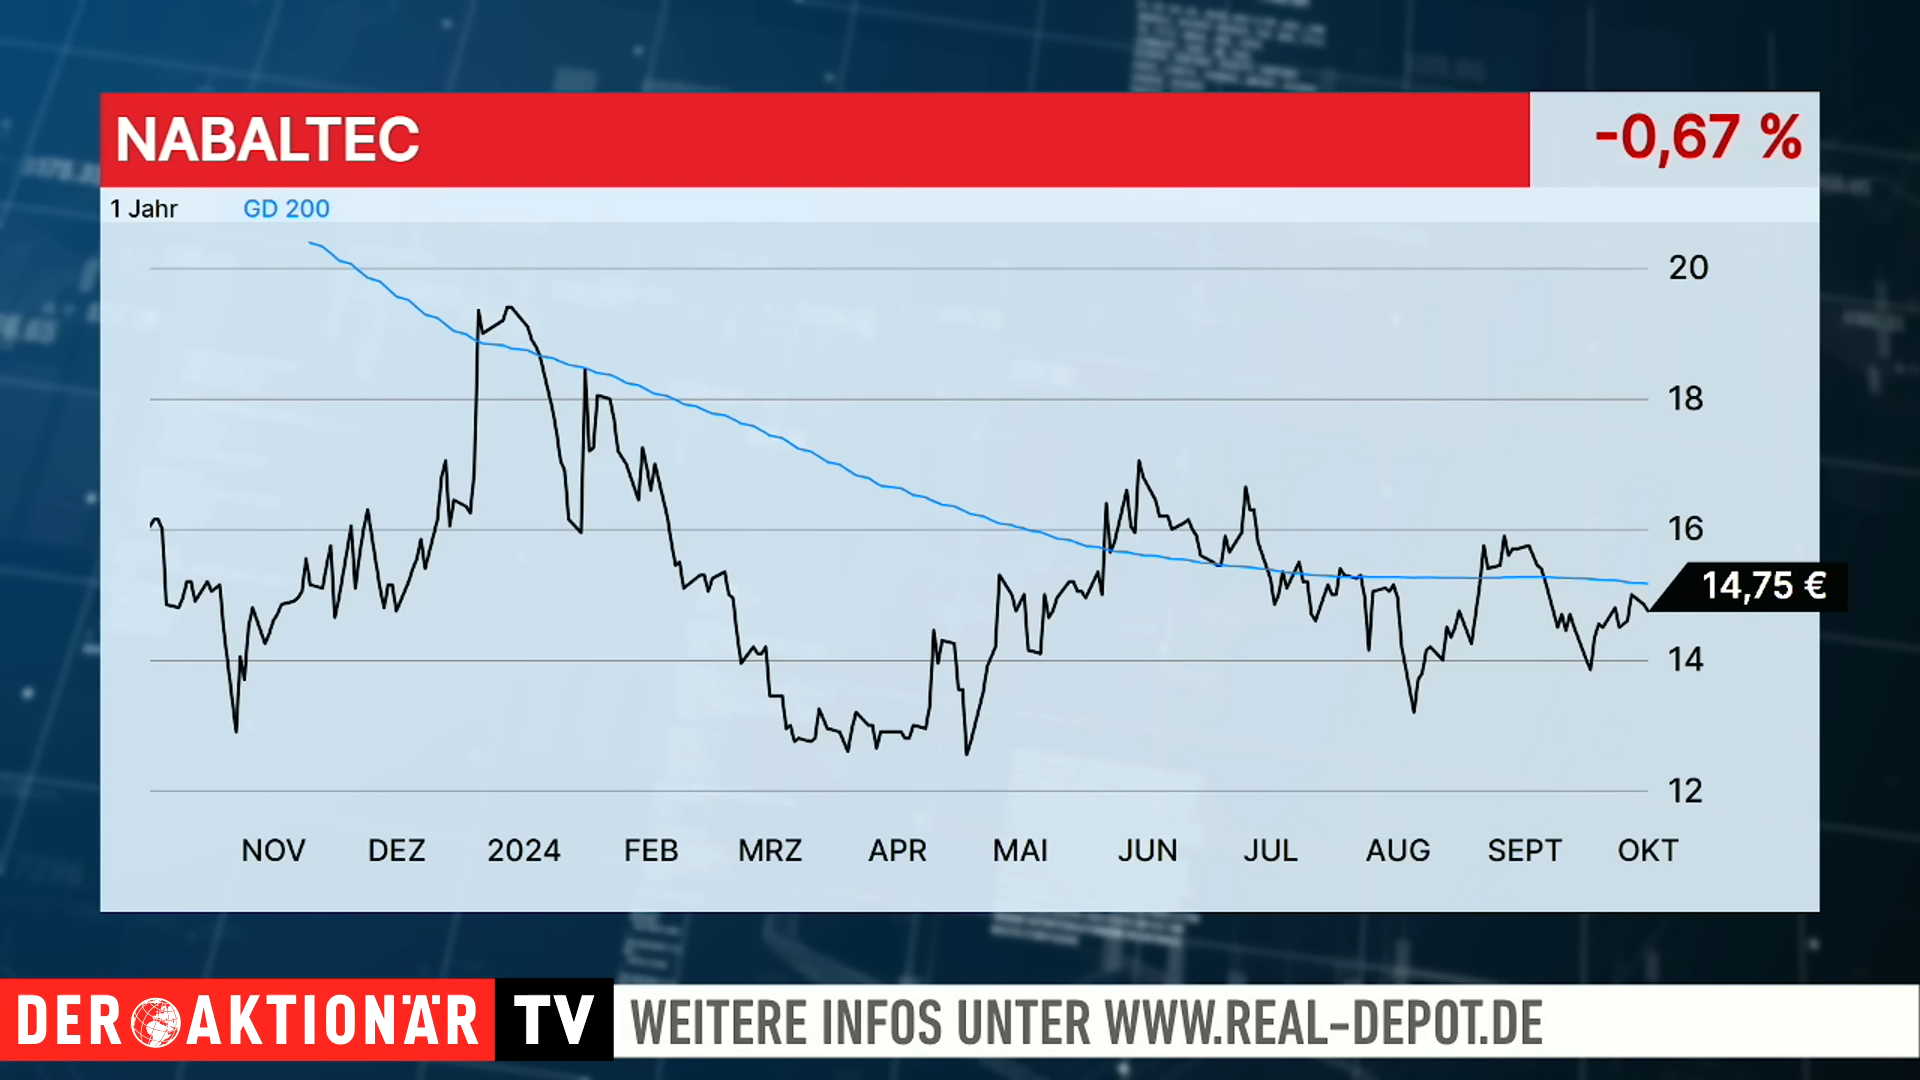 NABALTEC
-0,67 %
1 Jahr GD 200
20
18
16
14,75 €
14
12
NOV DEZ 2024 FEB MRZ APR MAI JUN JUL AUG SEPT OKT
DER AKTIONÄR TV WEITERE INFOS UNTER WWW.REAL-DEPOT.DE